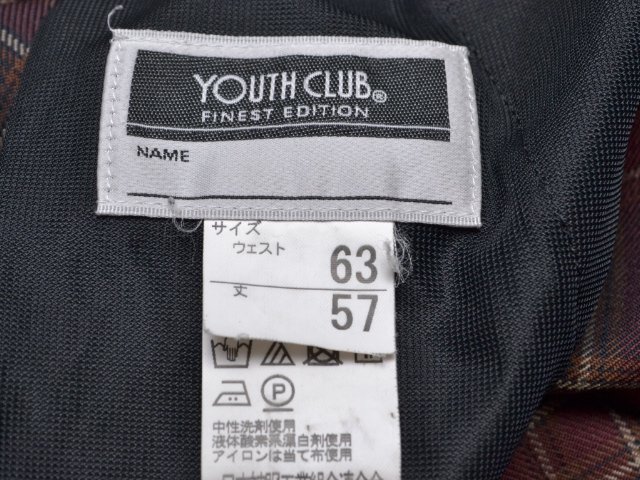 YOUTH CLUB®
FINEST EDITION
NAME
サイズ
ウェスト
63
丈
57
P
中性洗剤使用
液体酸素系漂白剤使用
アイロンは当て布使用